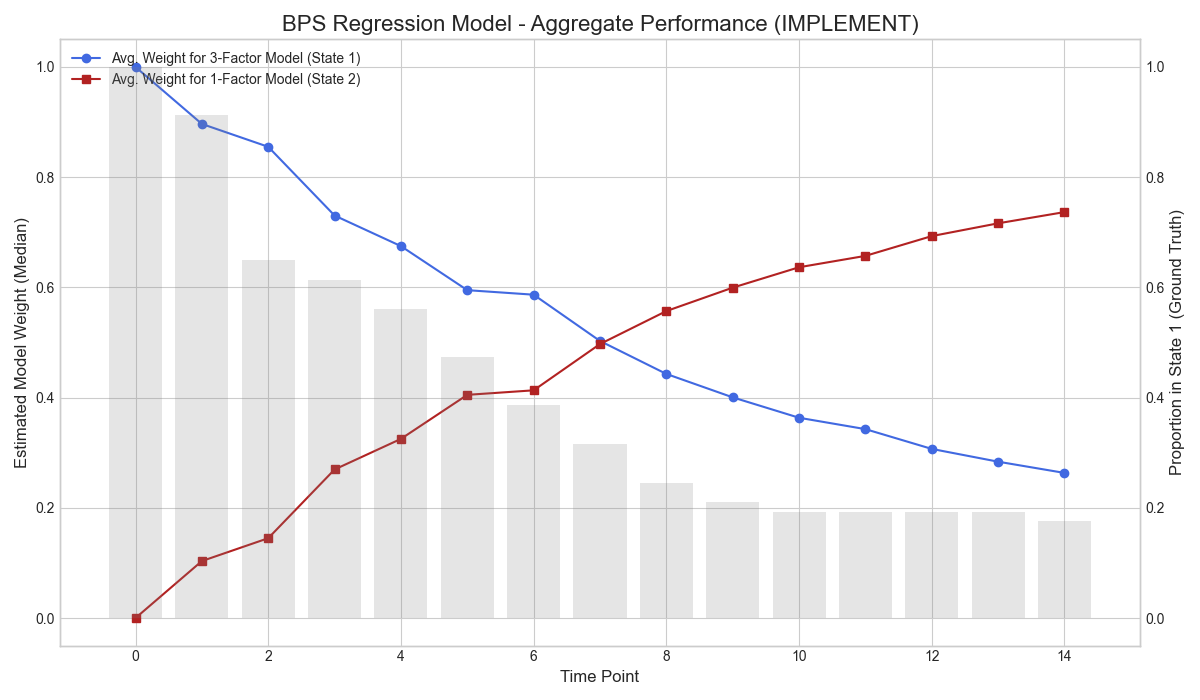 BPS Regression Model - Aggregate Performance (IMPLEMENT)
Avg. Weight for 3-Factor Model (State 1)
Avg. Weight for 1-Factor Model (State 2)
Estimated Model Weight (Median)
1.0
0.8
0.6
0.4
0.2
0.0
1.0
0.8
0.6
0.4
0.2
0.0
Proportion in State 1 (Ground Truth)
0 2 4 6 8 10 12 14
Time Point